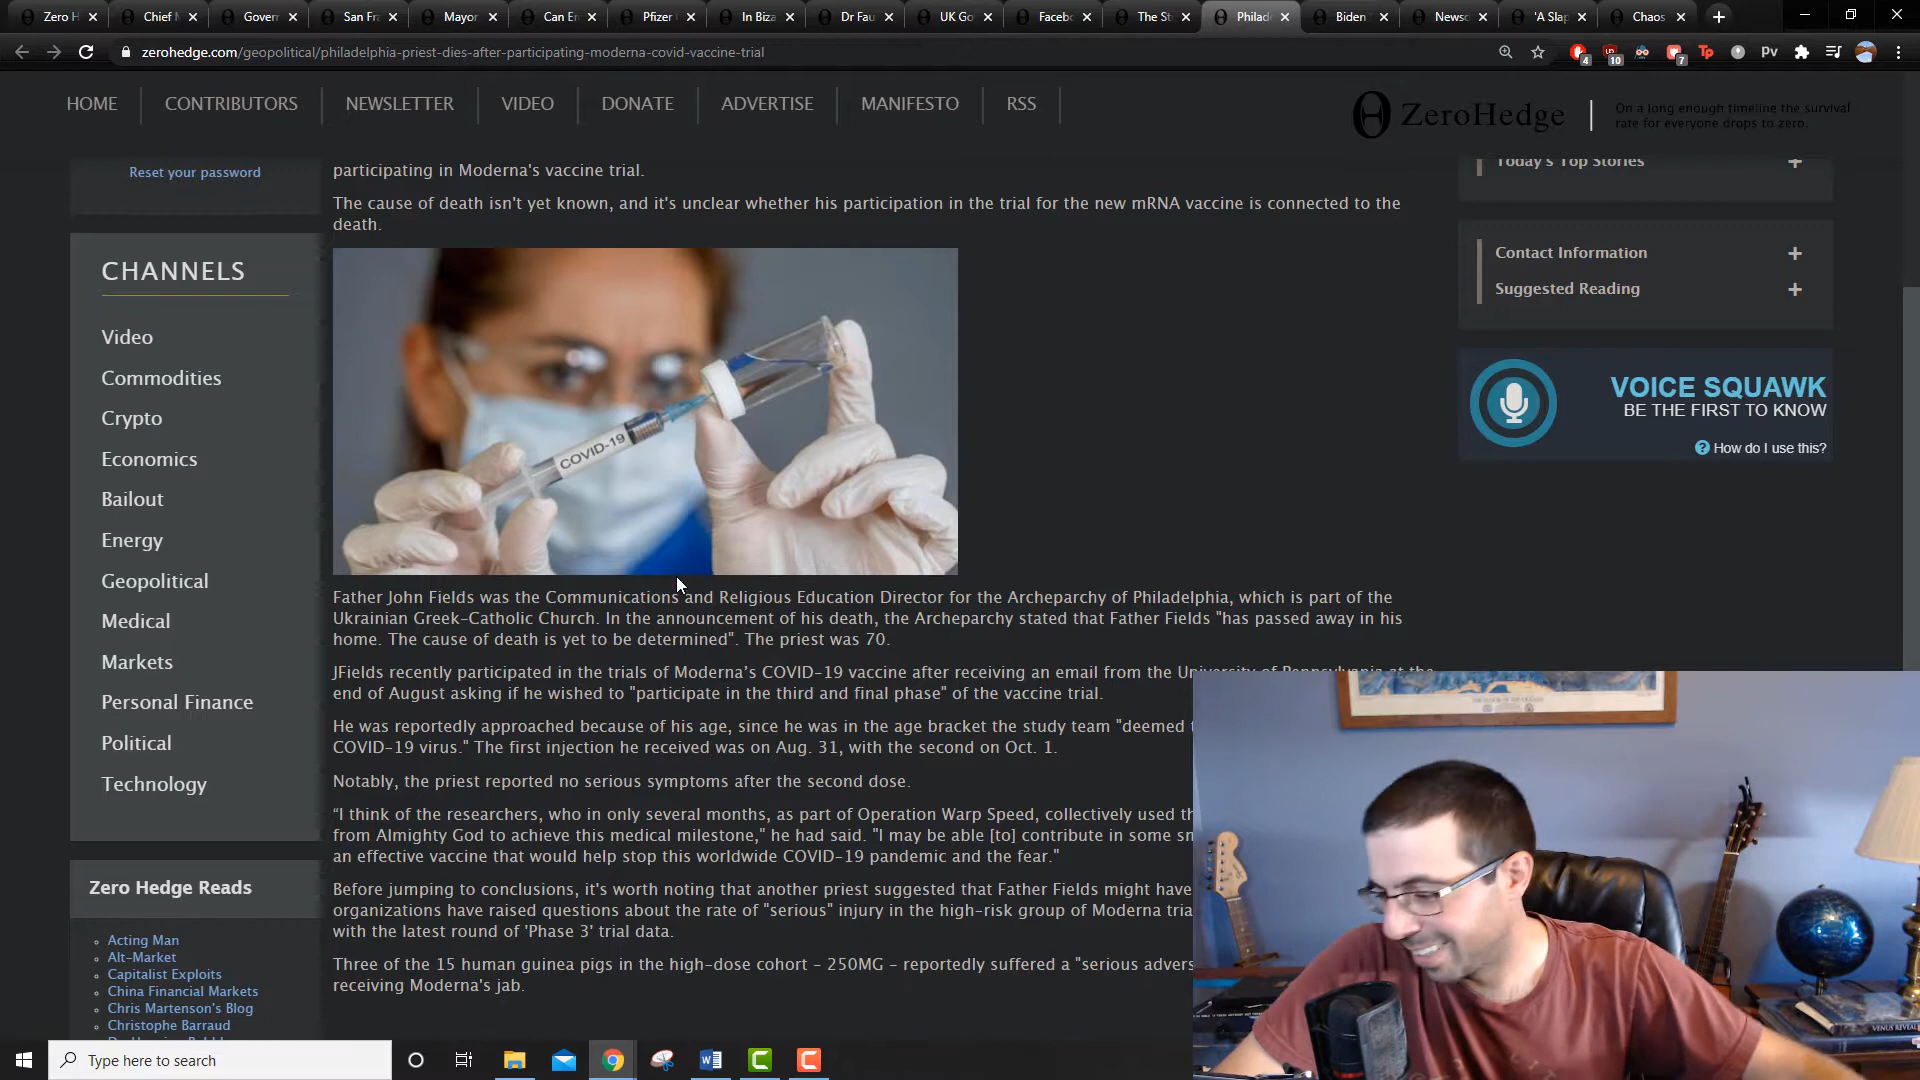 Zero H
Chief M
Govern
San Fra
Mayor
Can En
Pfizer
In Biza
Dr Fau
UK Go
Facebo
The St
Philad
Biden
Newsc
'A Slap
Chaos
zerohedge.com/geopolitical/philadelphia-priest-dies-after-participating-moderna-covid-vaccine-trial
4
10
7
Tp
Pv
HOME
CONTRIBUTORS
NEWSLETTER
VIDEO
DONATE
ADVERTISE
MANIFESTO
RSS
ZeroHedge
On a long enough timeline the survival
rate for everyone drops to zero.
Reset your password
CHANNELS
Video
Commodities
Crypto
Economics
Bailout
Energy
Geopolitical
Medical
Markets
Personal Finance
Political
Technology
Zero Hedge Reads
Acting Man
Alt-Market
Capitalist Exploits
China Financial Markets
Chris Martenson's Blog
Christophe Barraud
participating in Moderna's vaccine trial.
The cause of death isn't yet known, and it's unclear whether his participation in the trial for the new mRNA vaccine is connected to the
death.
COVID-19
Father John Fields was the Communications and Religious Education Director for the Archeparchy of Philadelphia, which is part of the
Ukrainian Greek-Catholic Church. In the announcement of his death, the Archeparchy stated that Father Fields "has passed away in his
home. The cause of death is yet to be determined". The priest was 70.
JFields recently participated in the trials of Moderna's COVID-19 vaccine after receiving an email from the University of Pennsylvania at the
end of August asking if he wished to "participate in the third and final phase" of the vaccine trial.
He was reportedly approached because of his age, since he was in the age bracket the study team "deemed
COVID-19 virus." The first injection he received was on Aug. 31, with the second on Oct. 1.
Notably, the priest reported no serious symptoms after the second dose.
“I think of the researchers, who in only several months, as part of Operation Warp Speed, collectively used
from Almighty God to achieve this medical milestone," he had said. "I may be able [to] contribute in some
an effective vaccine that would help stop this worldwide COVID-19 pandemic and the fear."
Before jumping to conclusions, it's worth noting that another priest suggested that Father Fields might have
organizations have raised questions about the rate of "serious" injury in the high-risk group of Moderna
with the latest round of 'Phase 3' trial data.
Three of the 15 human guinea pigs in the high-dose cohort – 250MG – reportedly suffered a "serious
receiving Moderna's jab.
Today's Top Stories
Contact Information
Suggested Reading
VOICE SQUAWK
BE THE FIRST TO KNOW
How do I use this?
VENUS REVEALED
Type here to search